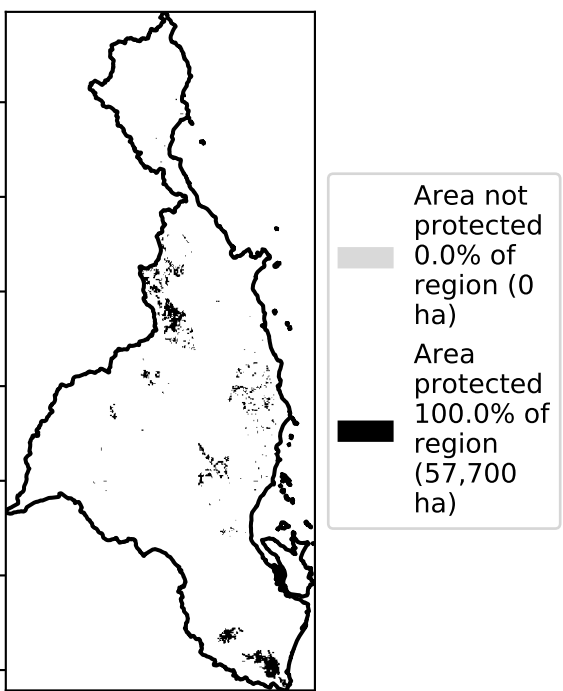 Area not
protected
0.0% of
region (0
ha)
Area
protected
100.0% of
region
(57,700
ha)